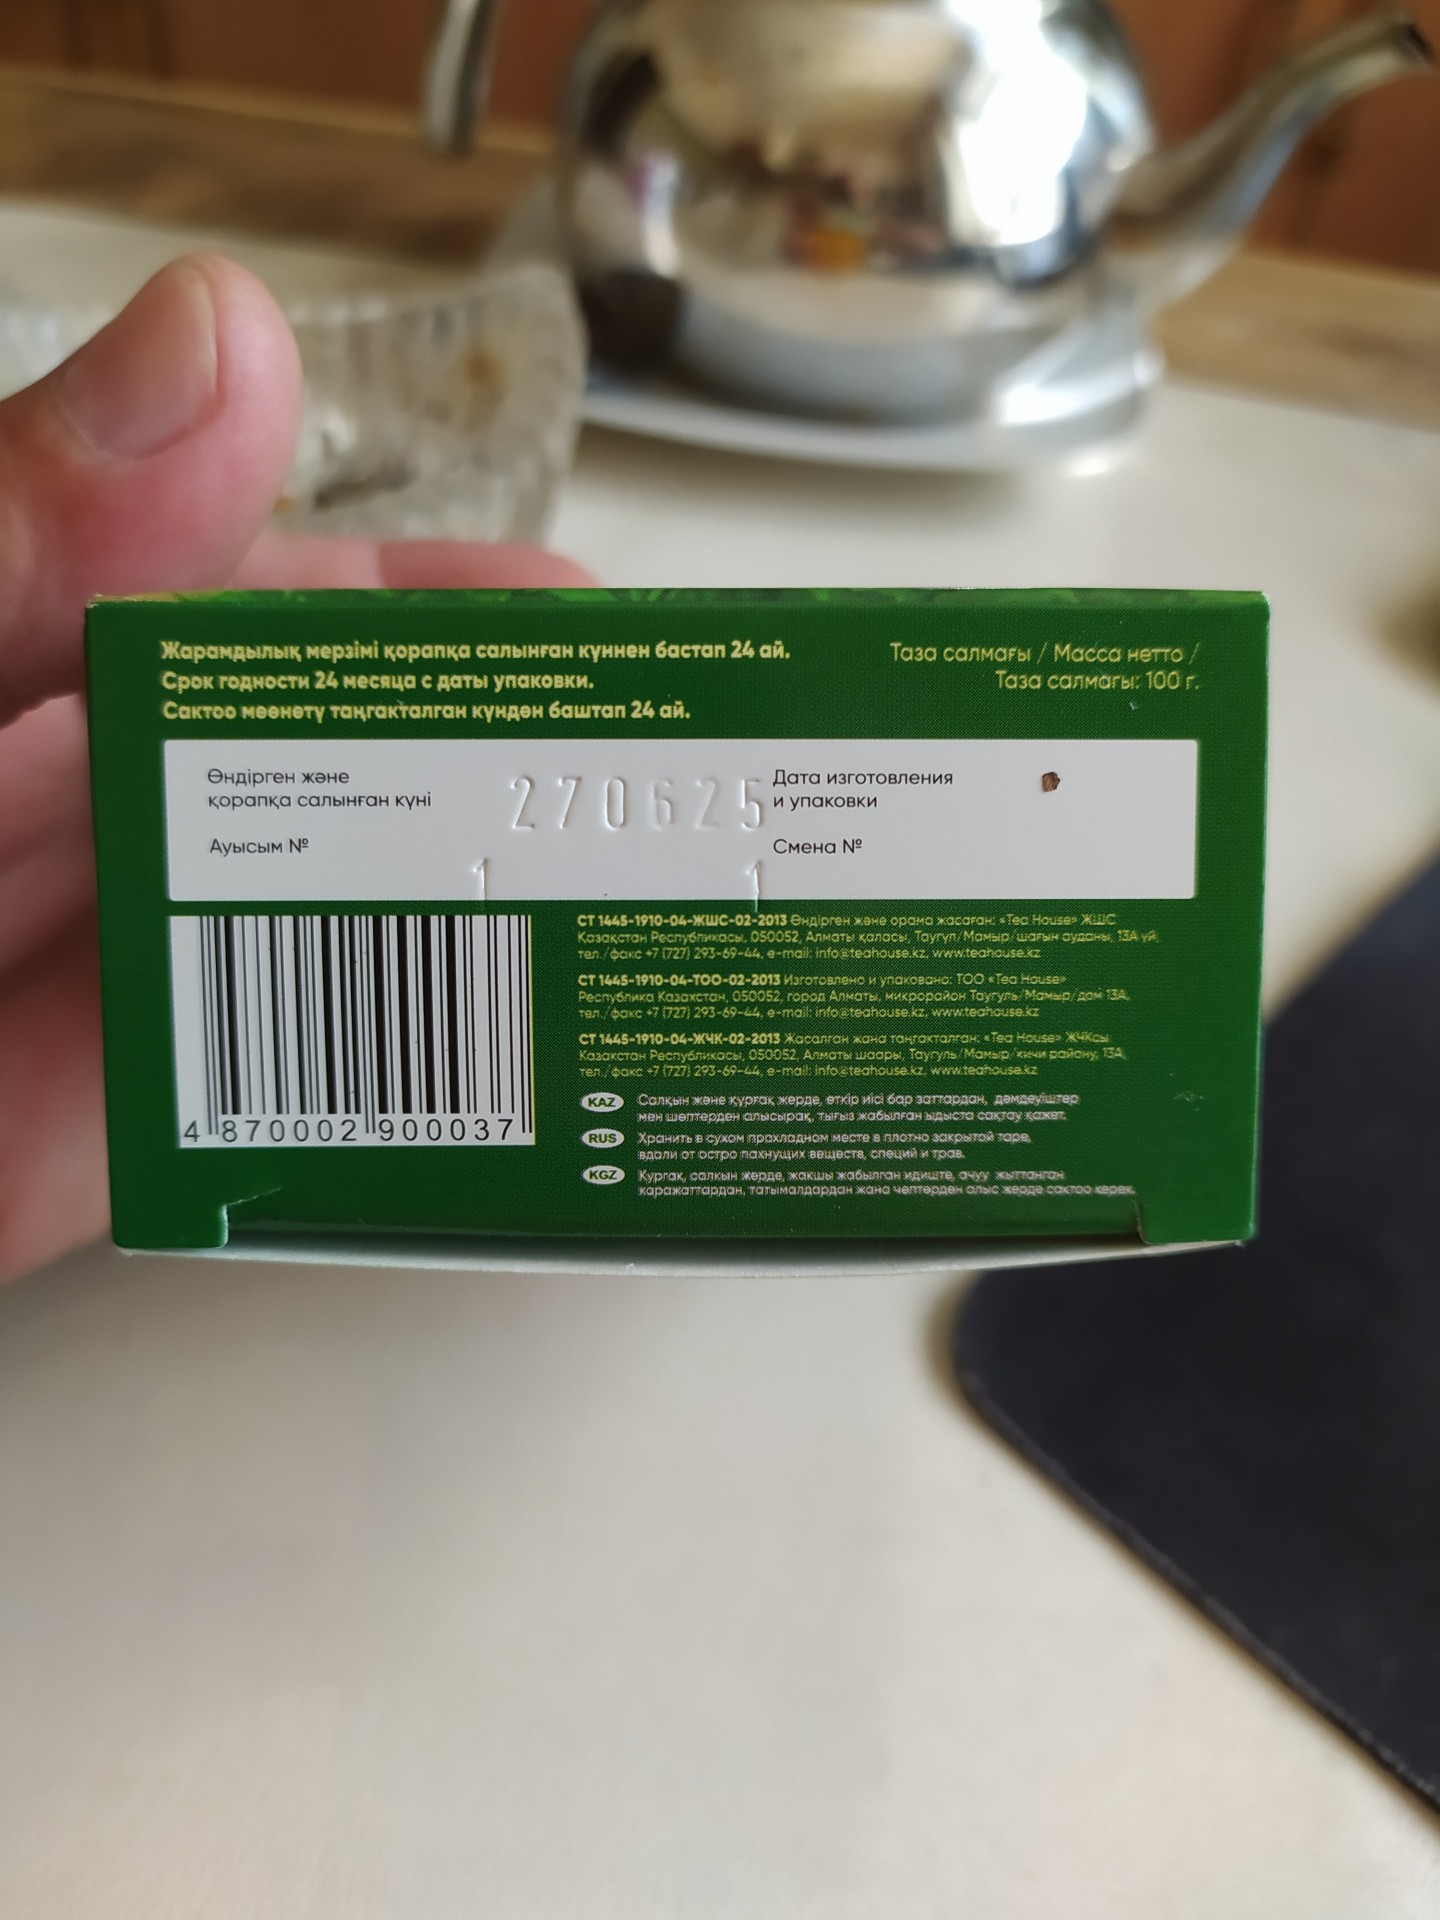 Жарамдылық мерзімі қорапқа салынған күннен бастап 24 ай.
Срок годности 24 месяца с даты упаковки.
Сактоо мөөнөтү таңгакталган күндөн баштап 24 ай.
Таза салмағы / Масса нетто /
Таза салмагы: 100 г.
Өндірген және
қорапқа салынған күні
270625
Дата изготовления
и упаковки
Ауысым №
1
Смена №
1
4 870002 900037
СТ 1445-1910-04-ЖШС-02-2013 Өндірген және орама жасаған: «Tea House» ЖШС
Қазақстан Республикасы, 050052, Алматы қаласы, Таугүл/Мамыр/шағын ауданы, 13А үй,
тел./факс +7 (727) 293-69-44, e-mail: info@teahouse.kz, www.teahouse.kz
СТ 1445-1910-04-ТОО-02-2013 Изготовлено и упаковано: ТОО «Tea House»
Республика Казахстан, 050052, город Алматы, микрорайон Таугуль/Мамыр/дом 13А,
тел./факс +7 (727) 293-69-44, e-mail: info@teahouse.kz, www.teahouse.kz
СТ 1445-1910-04-ЖЧК-02-2013 Жасалган жана таңгакталган: «Tea House» ЖЧКсы
Казакстан Республикасы, 050052, Алматы шаары, Таугуль/Мамыр/кичи району, 13А,
тел./факс +7 (727) 293-69-44, e-mail: info@teahouse.kz, www.teahouse.kz
KAZ Салқын және құрғақ жерде, өткір иісі бар заттардан, дәмдеуіштер
мен шөптерден алысырақ, тығыз жабылған ыдыста сақтау қажет.
RUS Хранить в сухом прохладном месте в плотно закрытой таре,
вдали от остро пахнущих веществ, специй и трав.
KGZ Кургак, салкын жерде, жакшы жабылган идиште, ачуу жыттанган
каражаттардан, татымалдардан жана чөптөрдөн алыс жерде сактоо керек.